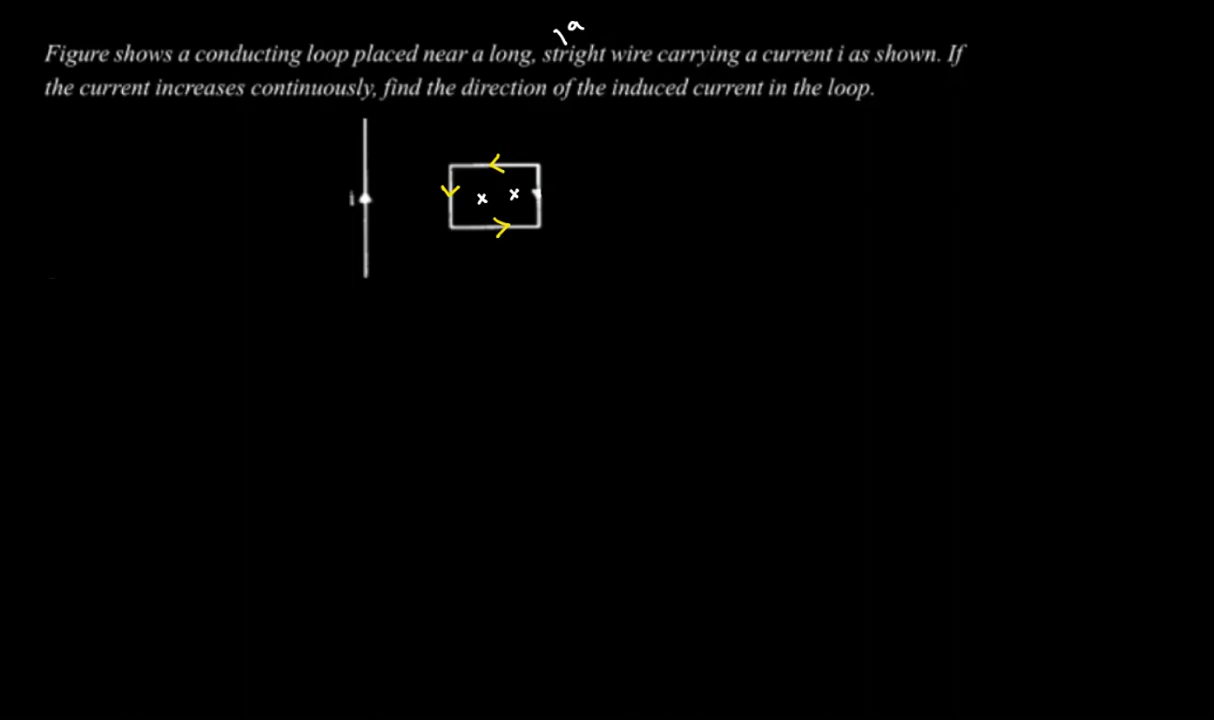 a
Figure shows a conducting loop placed near a long, stright wire carrying a current i as shown. If
the current increases continuously, find the direction of the induced current in the loop.
i
x x